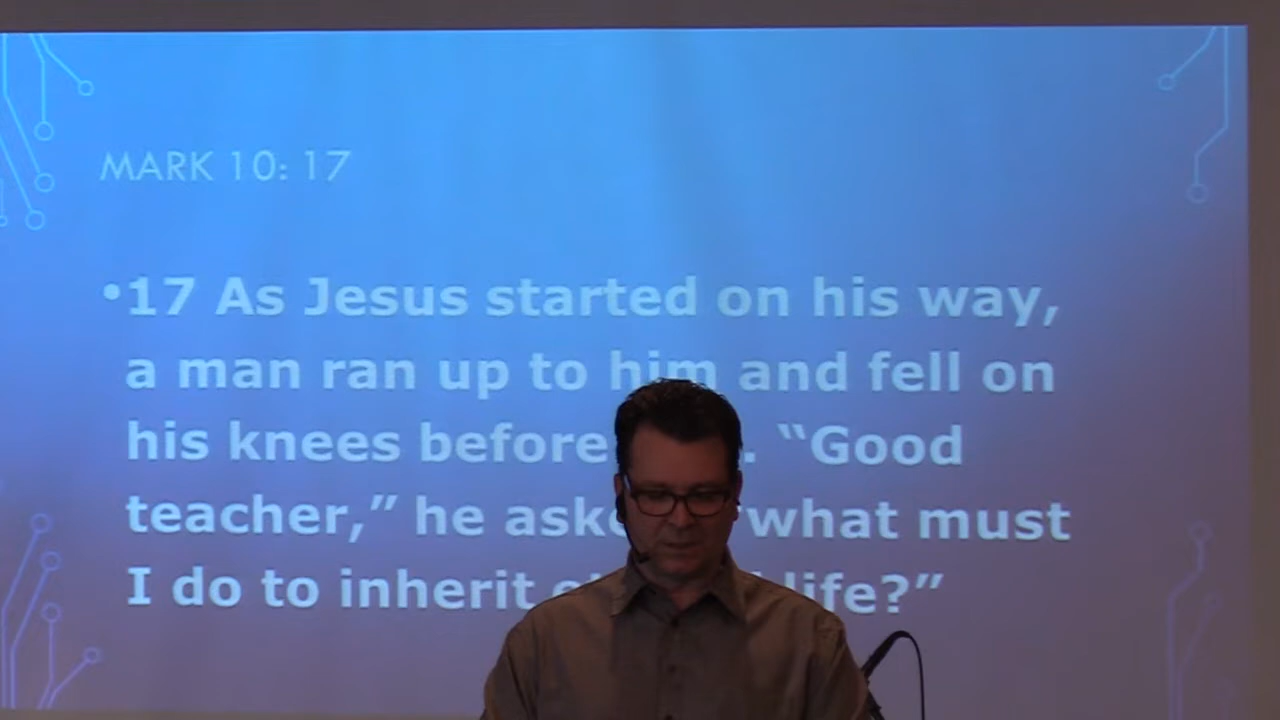 MARK 10: 17
•17 As Jesus started on his way,
a man ran up to him and fell on
his knees before . “Good
teacher,” he aske “what must
I do to inherit life?”